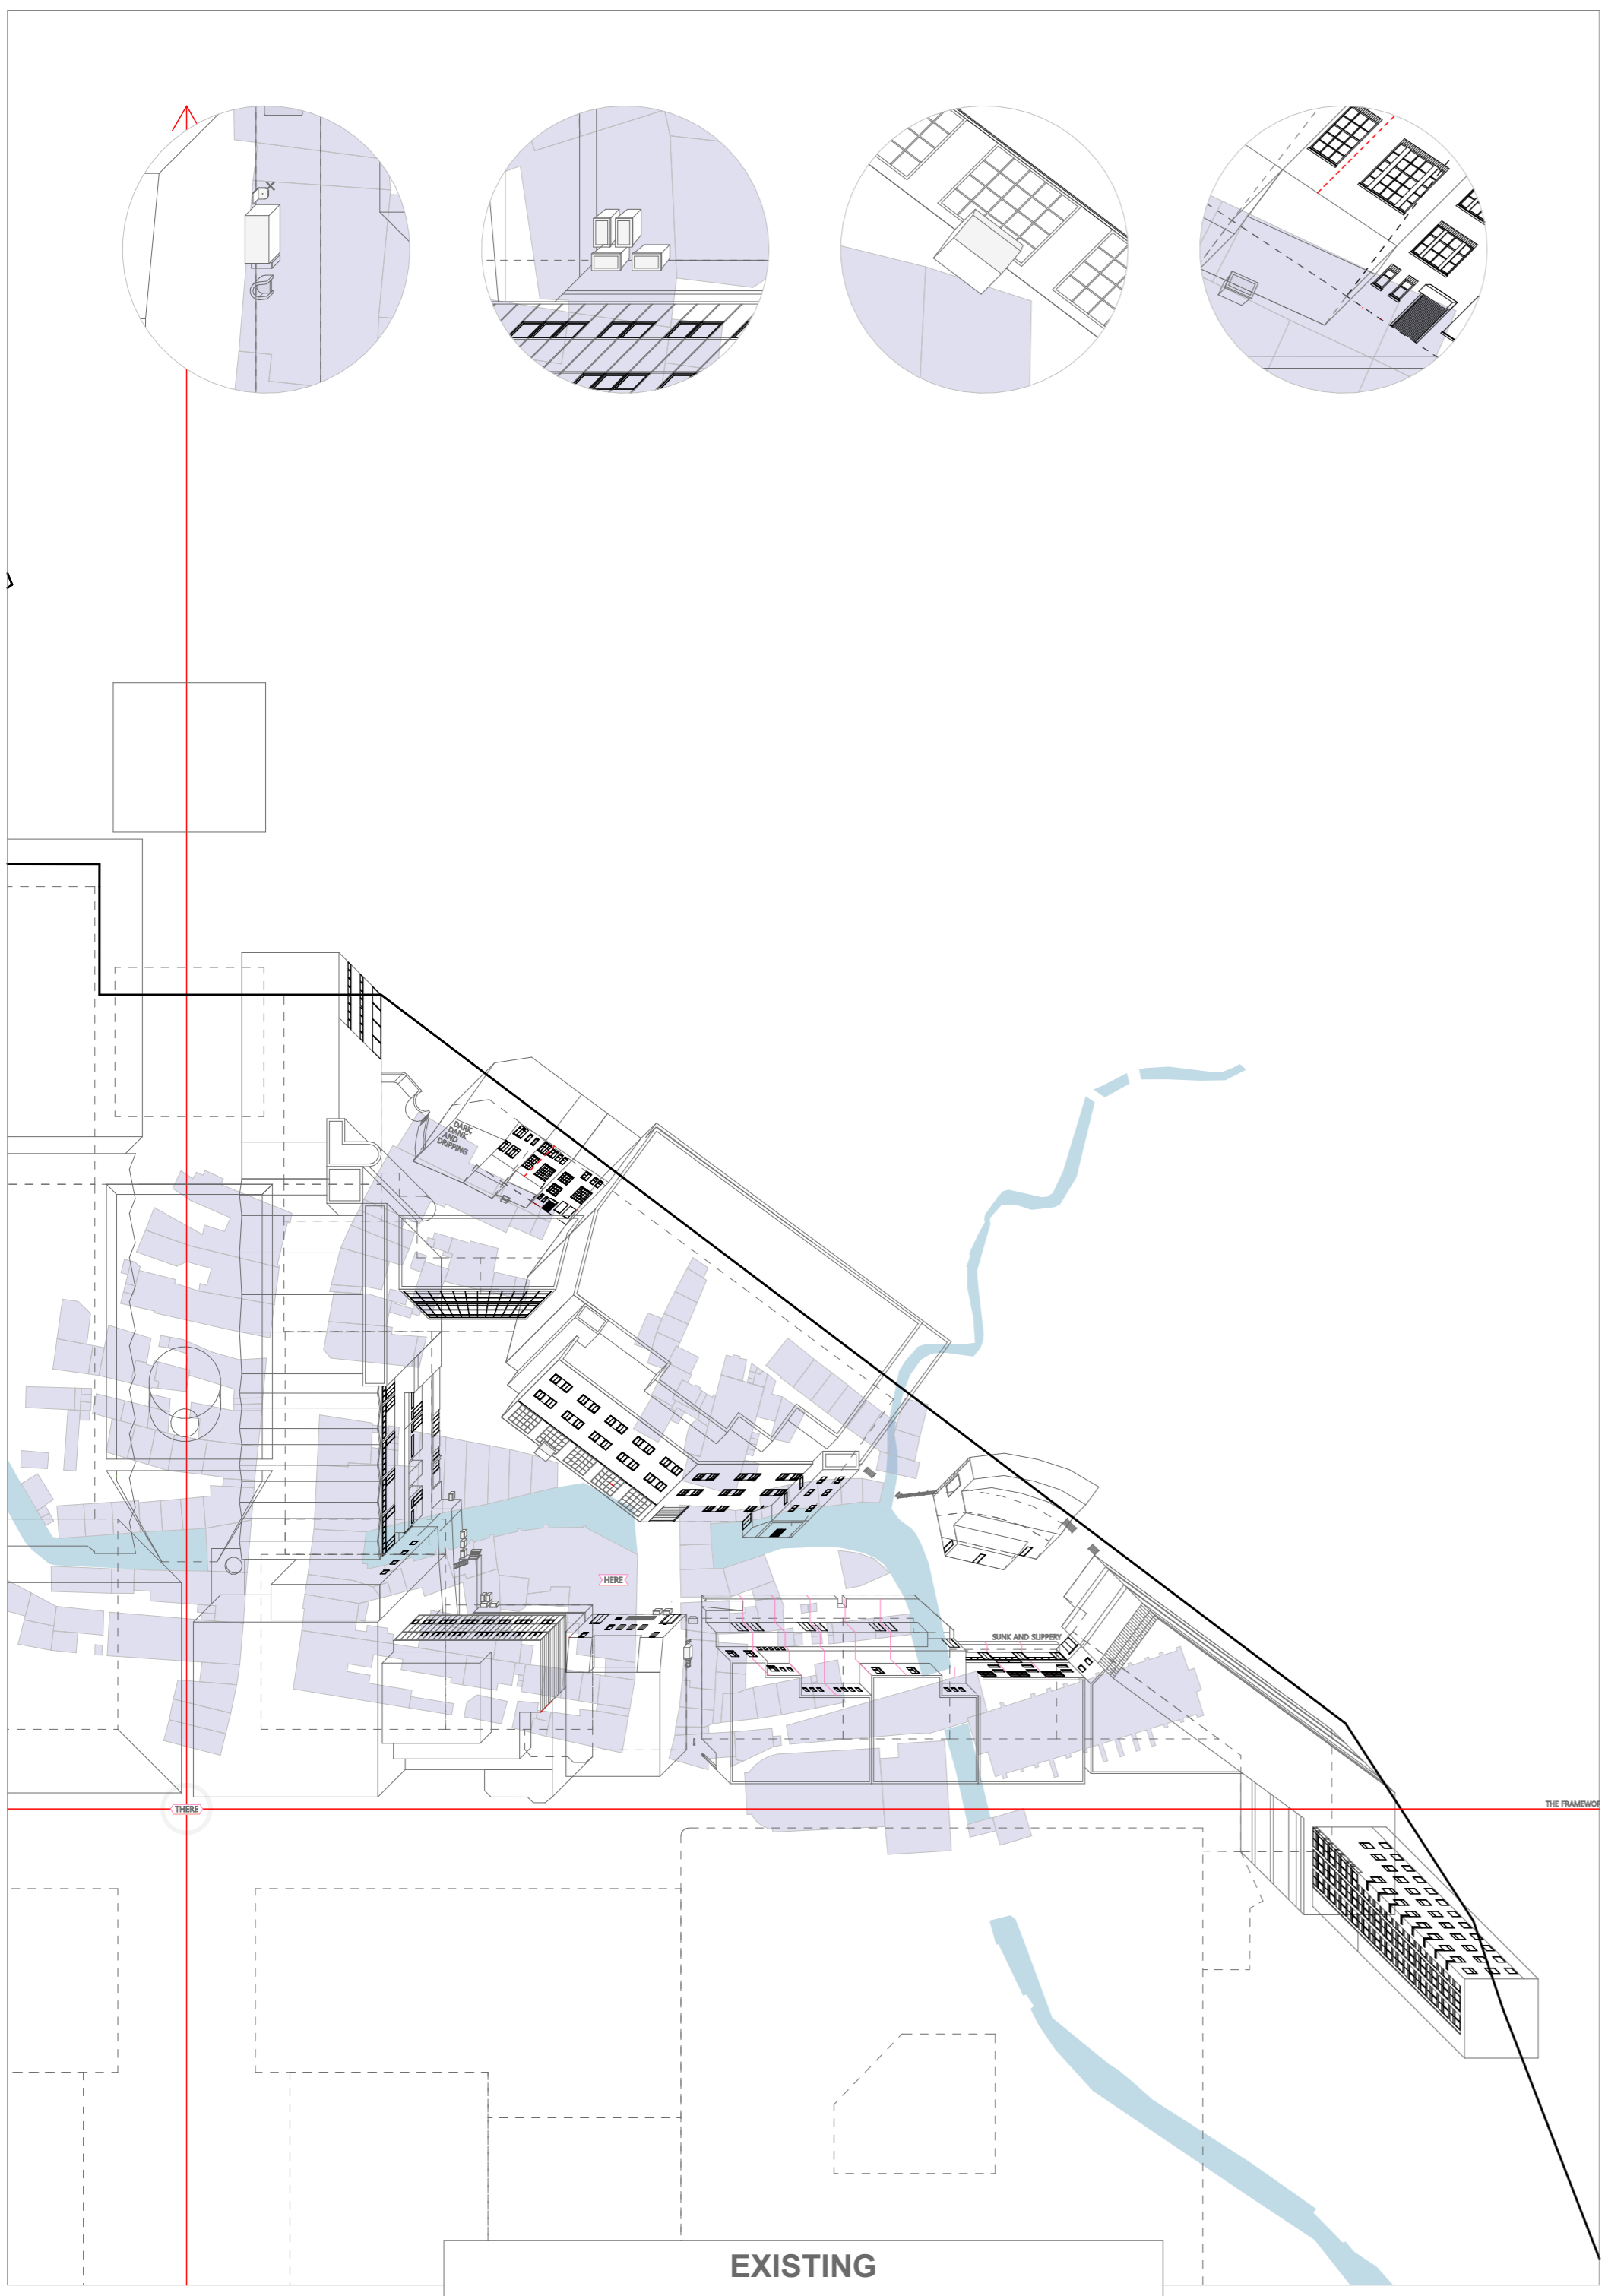 DARK,
DANK
AND
DRIPPING
HERE
SUNK AND SLIPPERY
THE FRAMEWOR
THERE
EXISTING